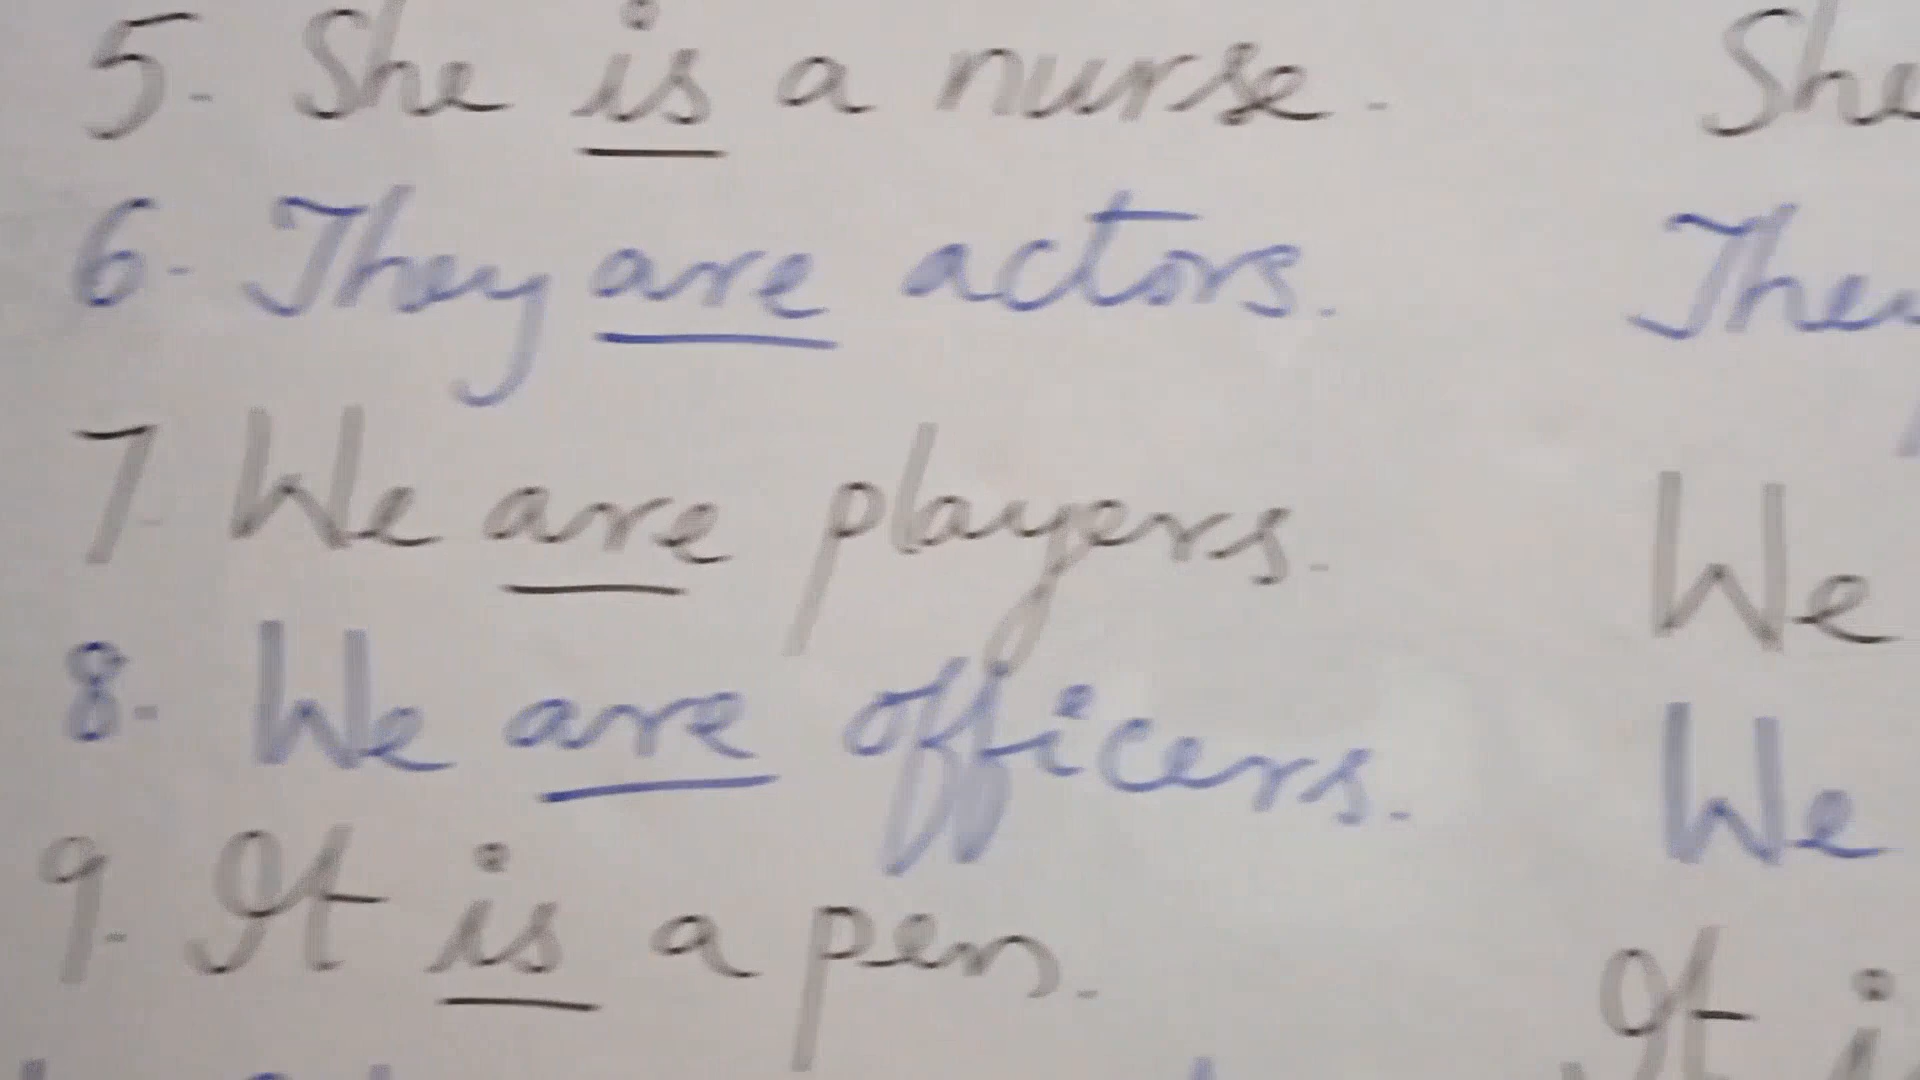 5. She is a nurse. She
6. They are actors. They
7. We are players. We
8. We are officers. We
9. It is a pen. It i